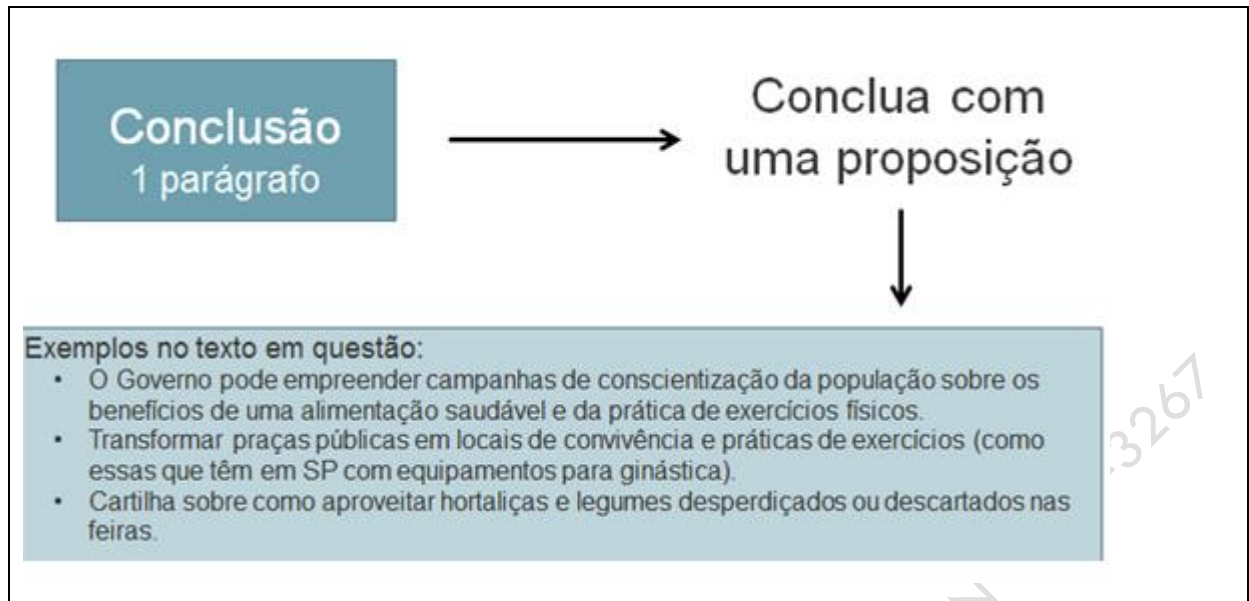 Conclusão
1 parágrafo
Conclua com
uma proposição
Exemplos no texto em questão:
• O Governo pode empreender campanhas de conscientização da população sobre os
benefícios de uma alimentação saudável e da prática de exercícios físicos.
• Transformar praças públicas em locais de convivência e práticas de exercícios (como
essas que têm em SP com equipamentos para ginástica).
• Cartilha sobre como aproveitar hortaliças e legumes desperdiçados ou descartados nas
feiras.
3267